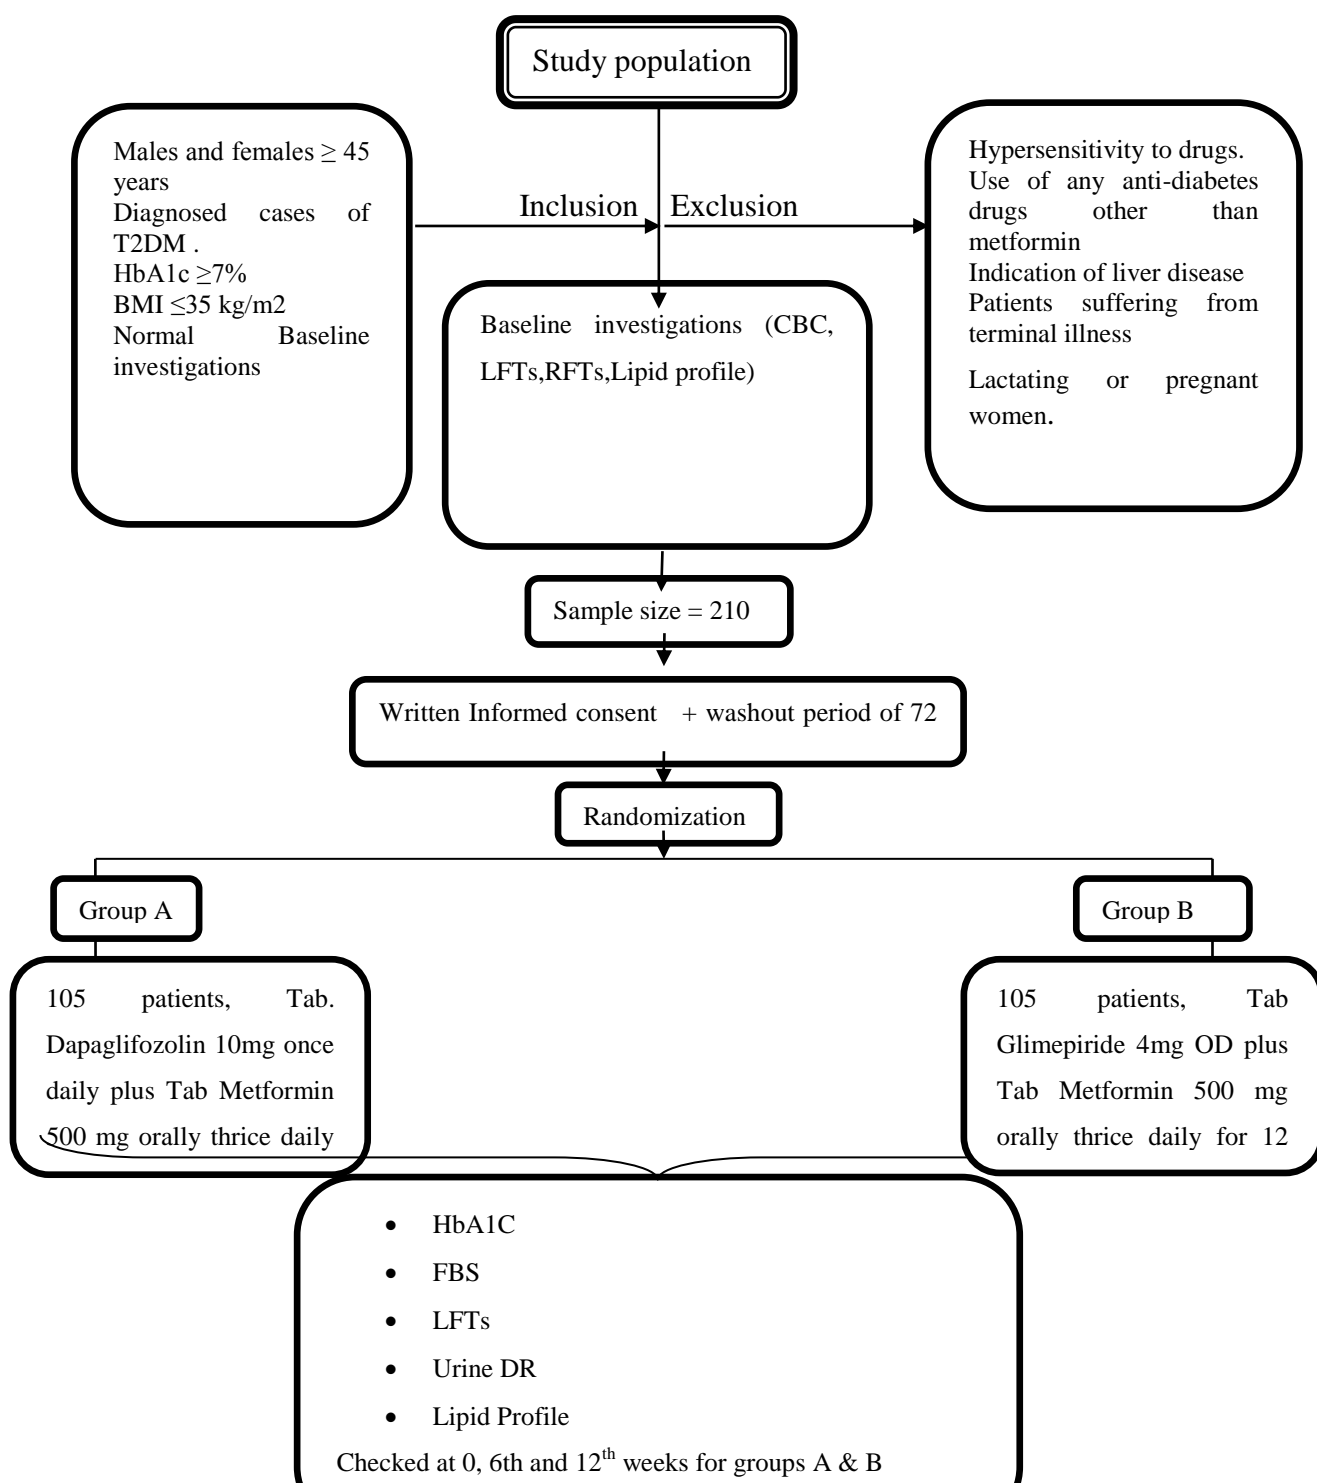 Study population
Males and females ≥ 45
years
Diagnosed cases of
T2DM .
HbA1c ≥7%
BMI ≤35 kg/m2
Normal Baseline
investigations
Inclusion
Exclusion
Hypersensitivity to drugs.
Use of any anti-diabetes
drugs other than
metformin
Indication of liver disease
Patients suffering from
terminal illness
Lactating or pregnant
women.
Baseline investigations (CBC,
LFTs,RFTs,Lipid profile)
Sample size = 210
Written Informed consent + washout period of 72
Randomization
Group A
Group B
105 patients, Tab.
Dapaglifozolin 10mg once
daily plus Tab Metformin
500 mg orally thrice daily
105 patients, Tab
Glimepiride 4mg OD plus
Tab Metformin 500 mg
orally thrice daily for 12
• HbA1C
• FBS
• LFTs
• Urine DR
• Lipid Profile
Checked at 0, 6th and 12th weeks for groups A & B